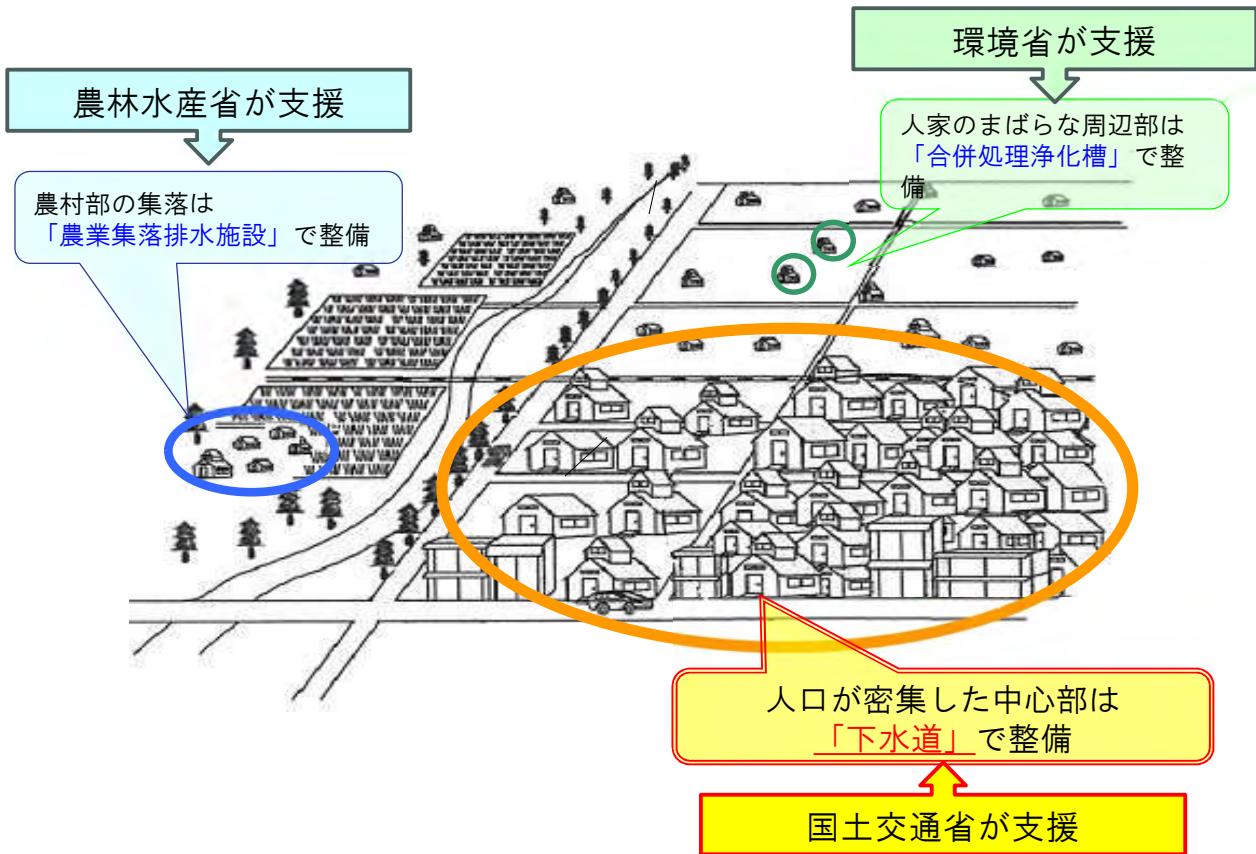 環境省が支援
人家のまばらな周辺部は
「合併処理浄化槽」で整
備
農林水産省が支援
農村部の集落は
「農業集落排水施設」で整備
人口が密集した中心部は
「下水道」で整備
国土交通省が支援